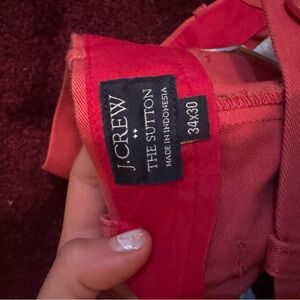 J.CREW
THE SUTTON
MADE IN INDONESIA
34X30